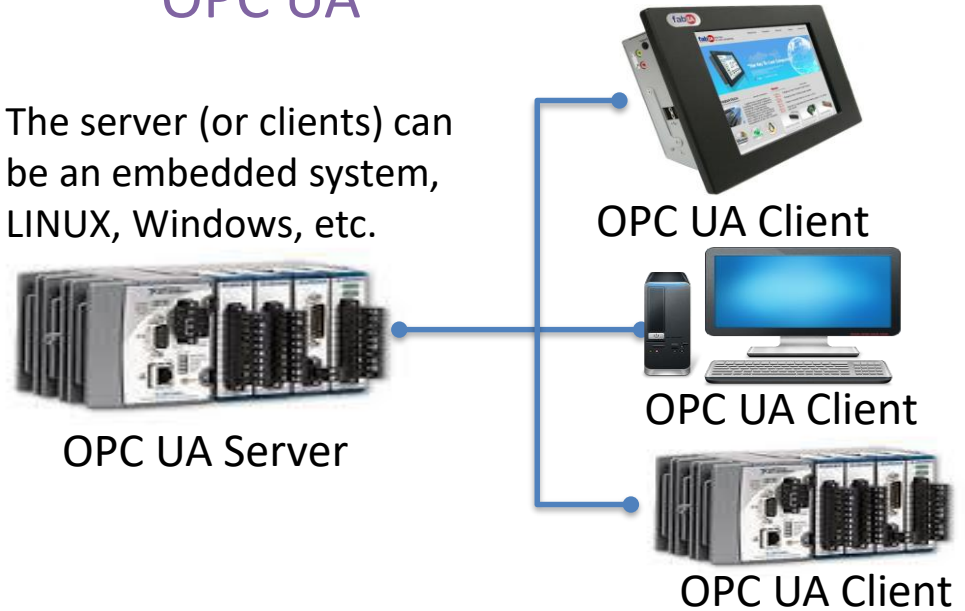 OPC UA
The server (or clients) can
be an embedded system,
LINUX, Windows, etc.
OPC UA Server
fab
OPC UA Client
OPC UA Client
OPC UA Client